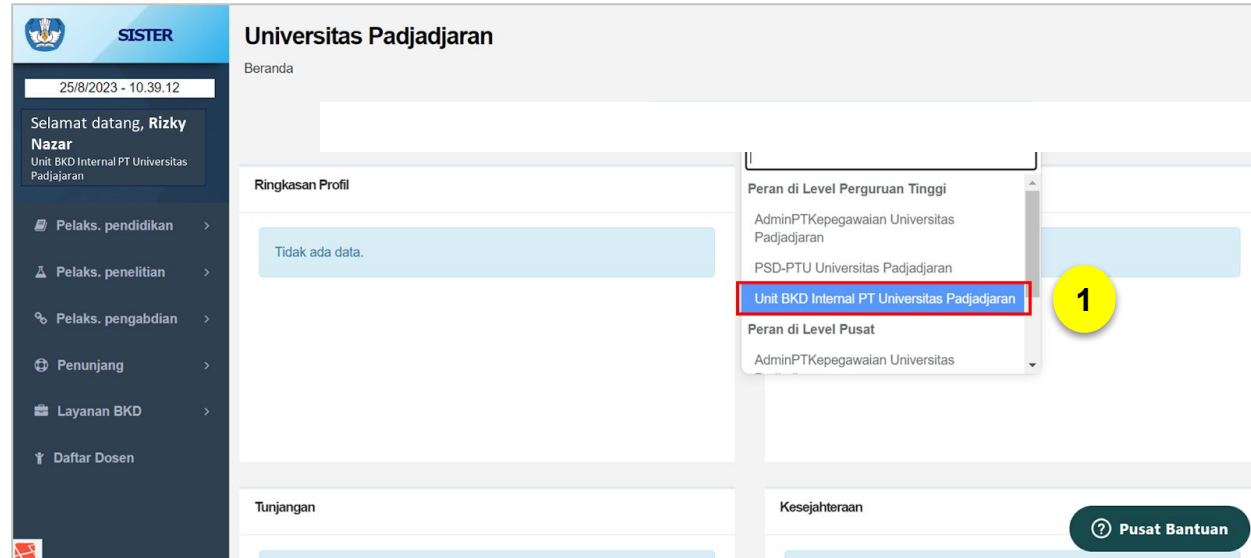 SISTER
25/8/2023 - 10.39.12
Selamat datang, Rizky
Nazar
Unit BKD Internal PT Universitas
Padjajaran
Pelaks. pendidikan
Pelaks. penelitian
Pelaks. pengabdian
Penunjang
Layanan BKD
Daftar Dosen
Universitas Padjadjaran
Beranda
Ringkasan Profil
Tidak ada data.
Peran di Level Perguruan Tinggi
AdminPTKepegawaian Universitas
Padjadjaran
PSD-PTU Universitas Padjadjaran
Unit BKD Internal PT Universitas Padjadjaran
1
Peran di Level Pusat
AdminPTKepegawaian Universitas
Tunjangan
Kesejahteraan
Pusat Bantuan